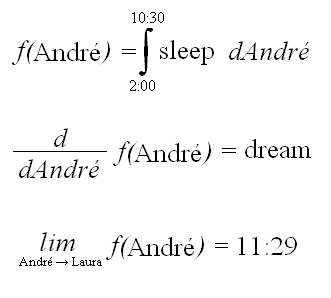 10:30
f(André) = ∫ sleep dAndré
2:00
d
dAndré f(André) = dream
lim f(André) = 11:29
André → Laura